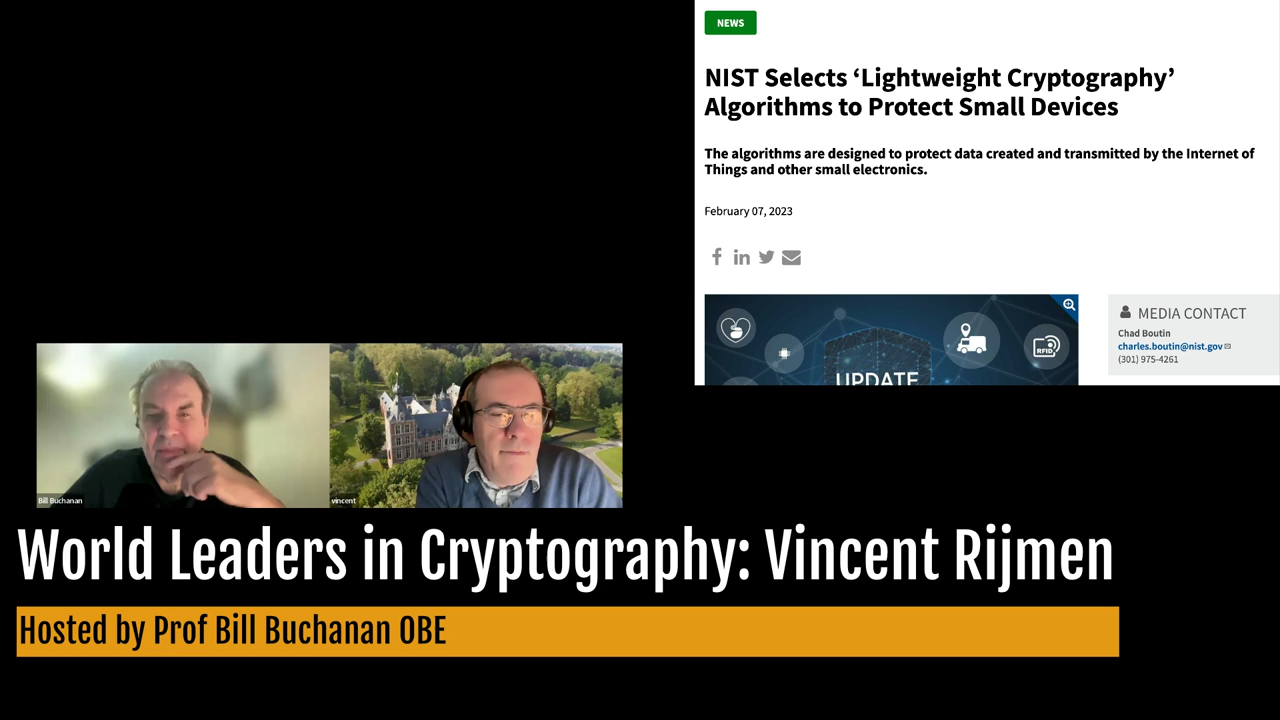 NEWS
NIST Selects ‘Lightweight Cryptography’
Algorithms to Protect Small Devices
The algorithms are designed to protect data created and transmitted by the Internet of
Things and other small electronics.
February 07, 2023
UPDATE
RFID
MEDIA CONTACT
Chad Boutin
charles.boutin@nist.gov
(301) 975-4261
Bill Buchanan
vincent
World Leaders in Cryptography: Vincent Rijmen
Hosted by Prof Bill Buchanan OBE